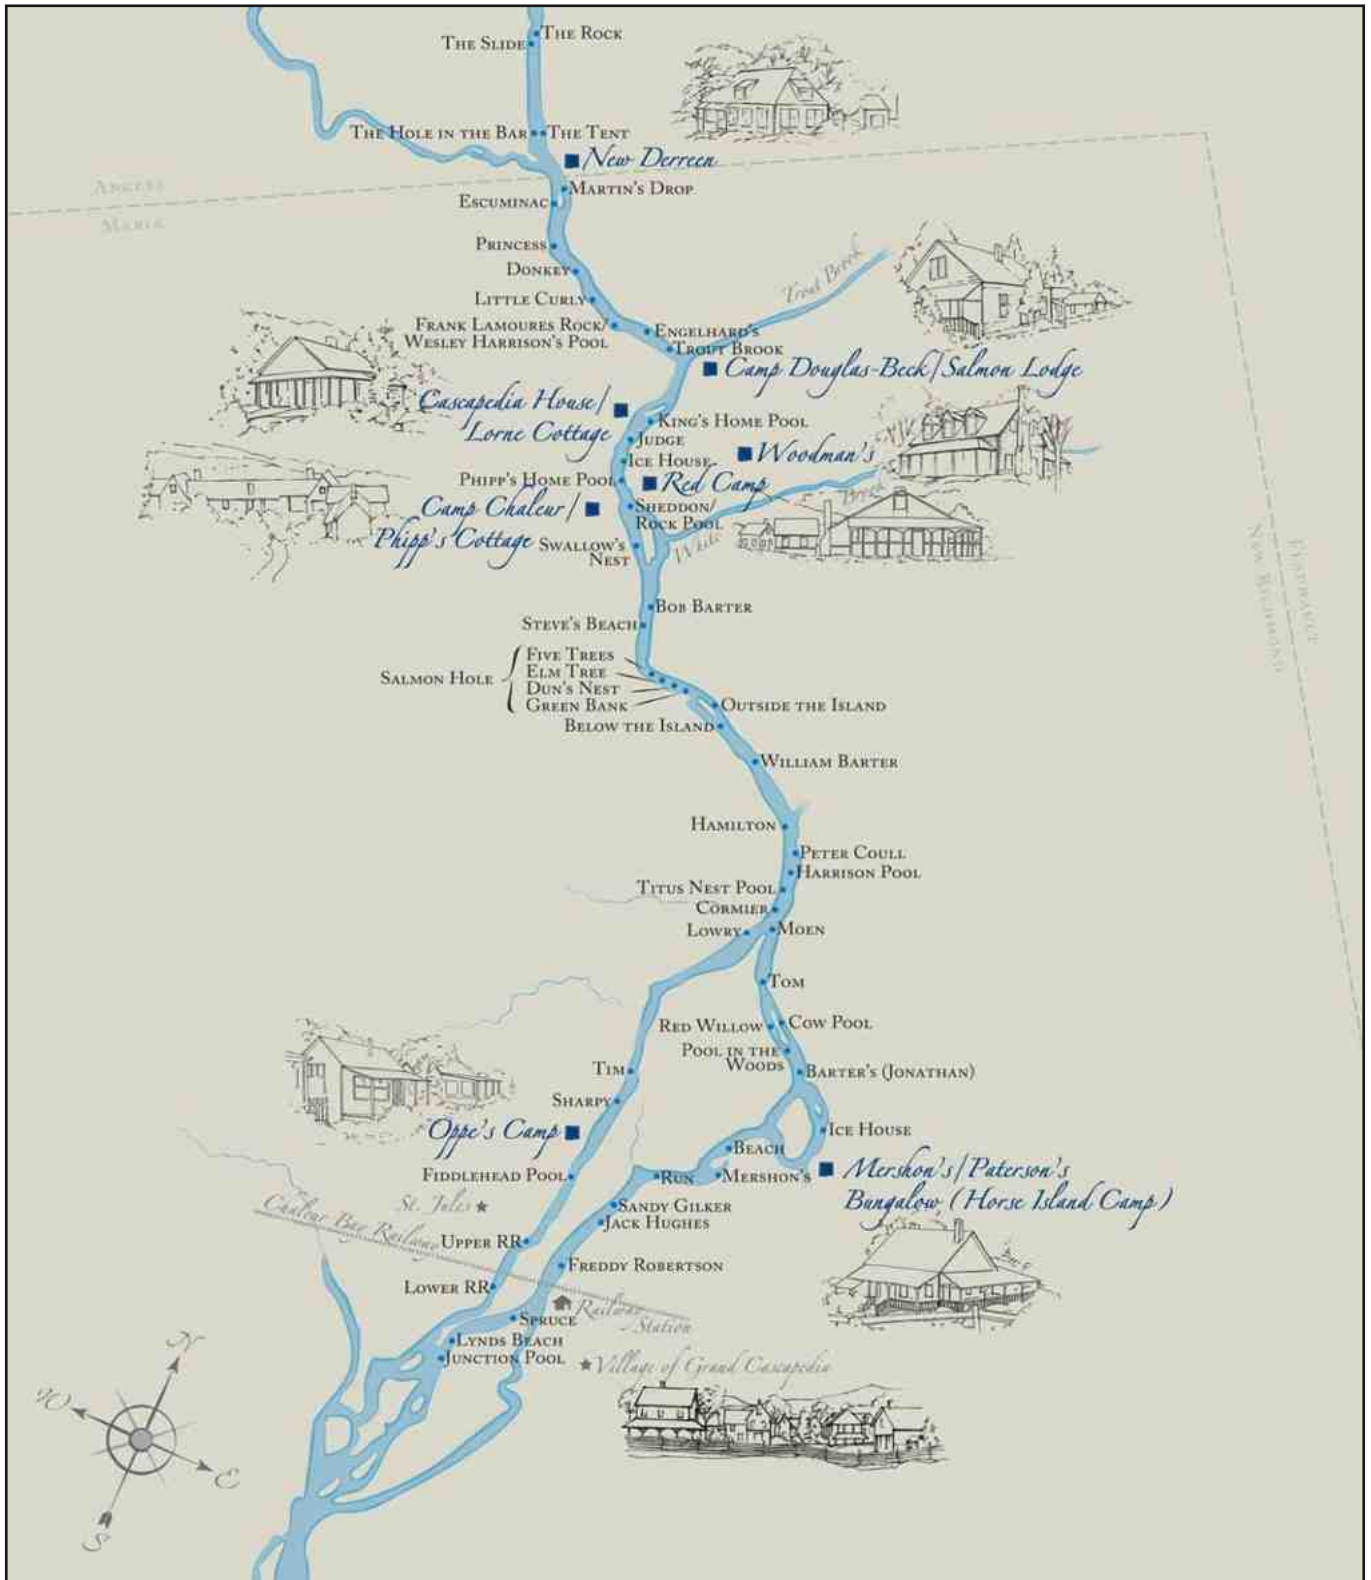 The Rock
The Slide
The Hole in the Bar
The Tent
New Derreen
Angers
Maria
Martin's Drop
Escuminac
Princess
Donkey
Little Curly
Trout Brook
Frank Lamoures Rock/
Wesley Harrison's Pool
Engelhard's
Trout Brook
Camp Douglas-Beck/Salmon Lodge
Cascapedia House/
Lorne Cottage
King's Home Pool
Judge
Ice House
Woodman's
Phipp's Home Pool
Red Camp
Camp Chaleur/
Phipp's Cottage
Sheddon/
Rock Pool
White Brook
Swallow's
Nest
New Richmond
Flahault
Bob Barter
Steve's Beach
Salmon Hole
Five Trees
Elm Tree
Dun's Nest
Green Bank
Outside the Island
Below the Island
William Barter
Hamilton
Peter Coull
Harrison Pool
Titus Nest Pool
Cormier
Lowry
Moen
Tom
Red Willow
Cow Pool
Pool in the
Woods
Tim
Barter's (Jonathan)
Sharpy
Oppe's Camp
Ice House
Beach
Fiddlehead Pool
Run
Mershon's
Mershon's/Paterson's
Bungalow (Horse Island Camp)
St. Jules
Sandy Gilker
Jack Hughes
Chaleur Bay Railway
Upper RR
Freddy Robertson
Lower RR
Spruce
Railway
Station
Lynds Beach
Junction Pool
Village of Grand Cascapedia
N
W
E
S